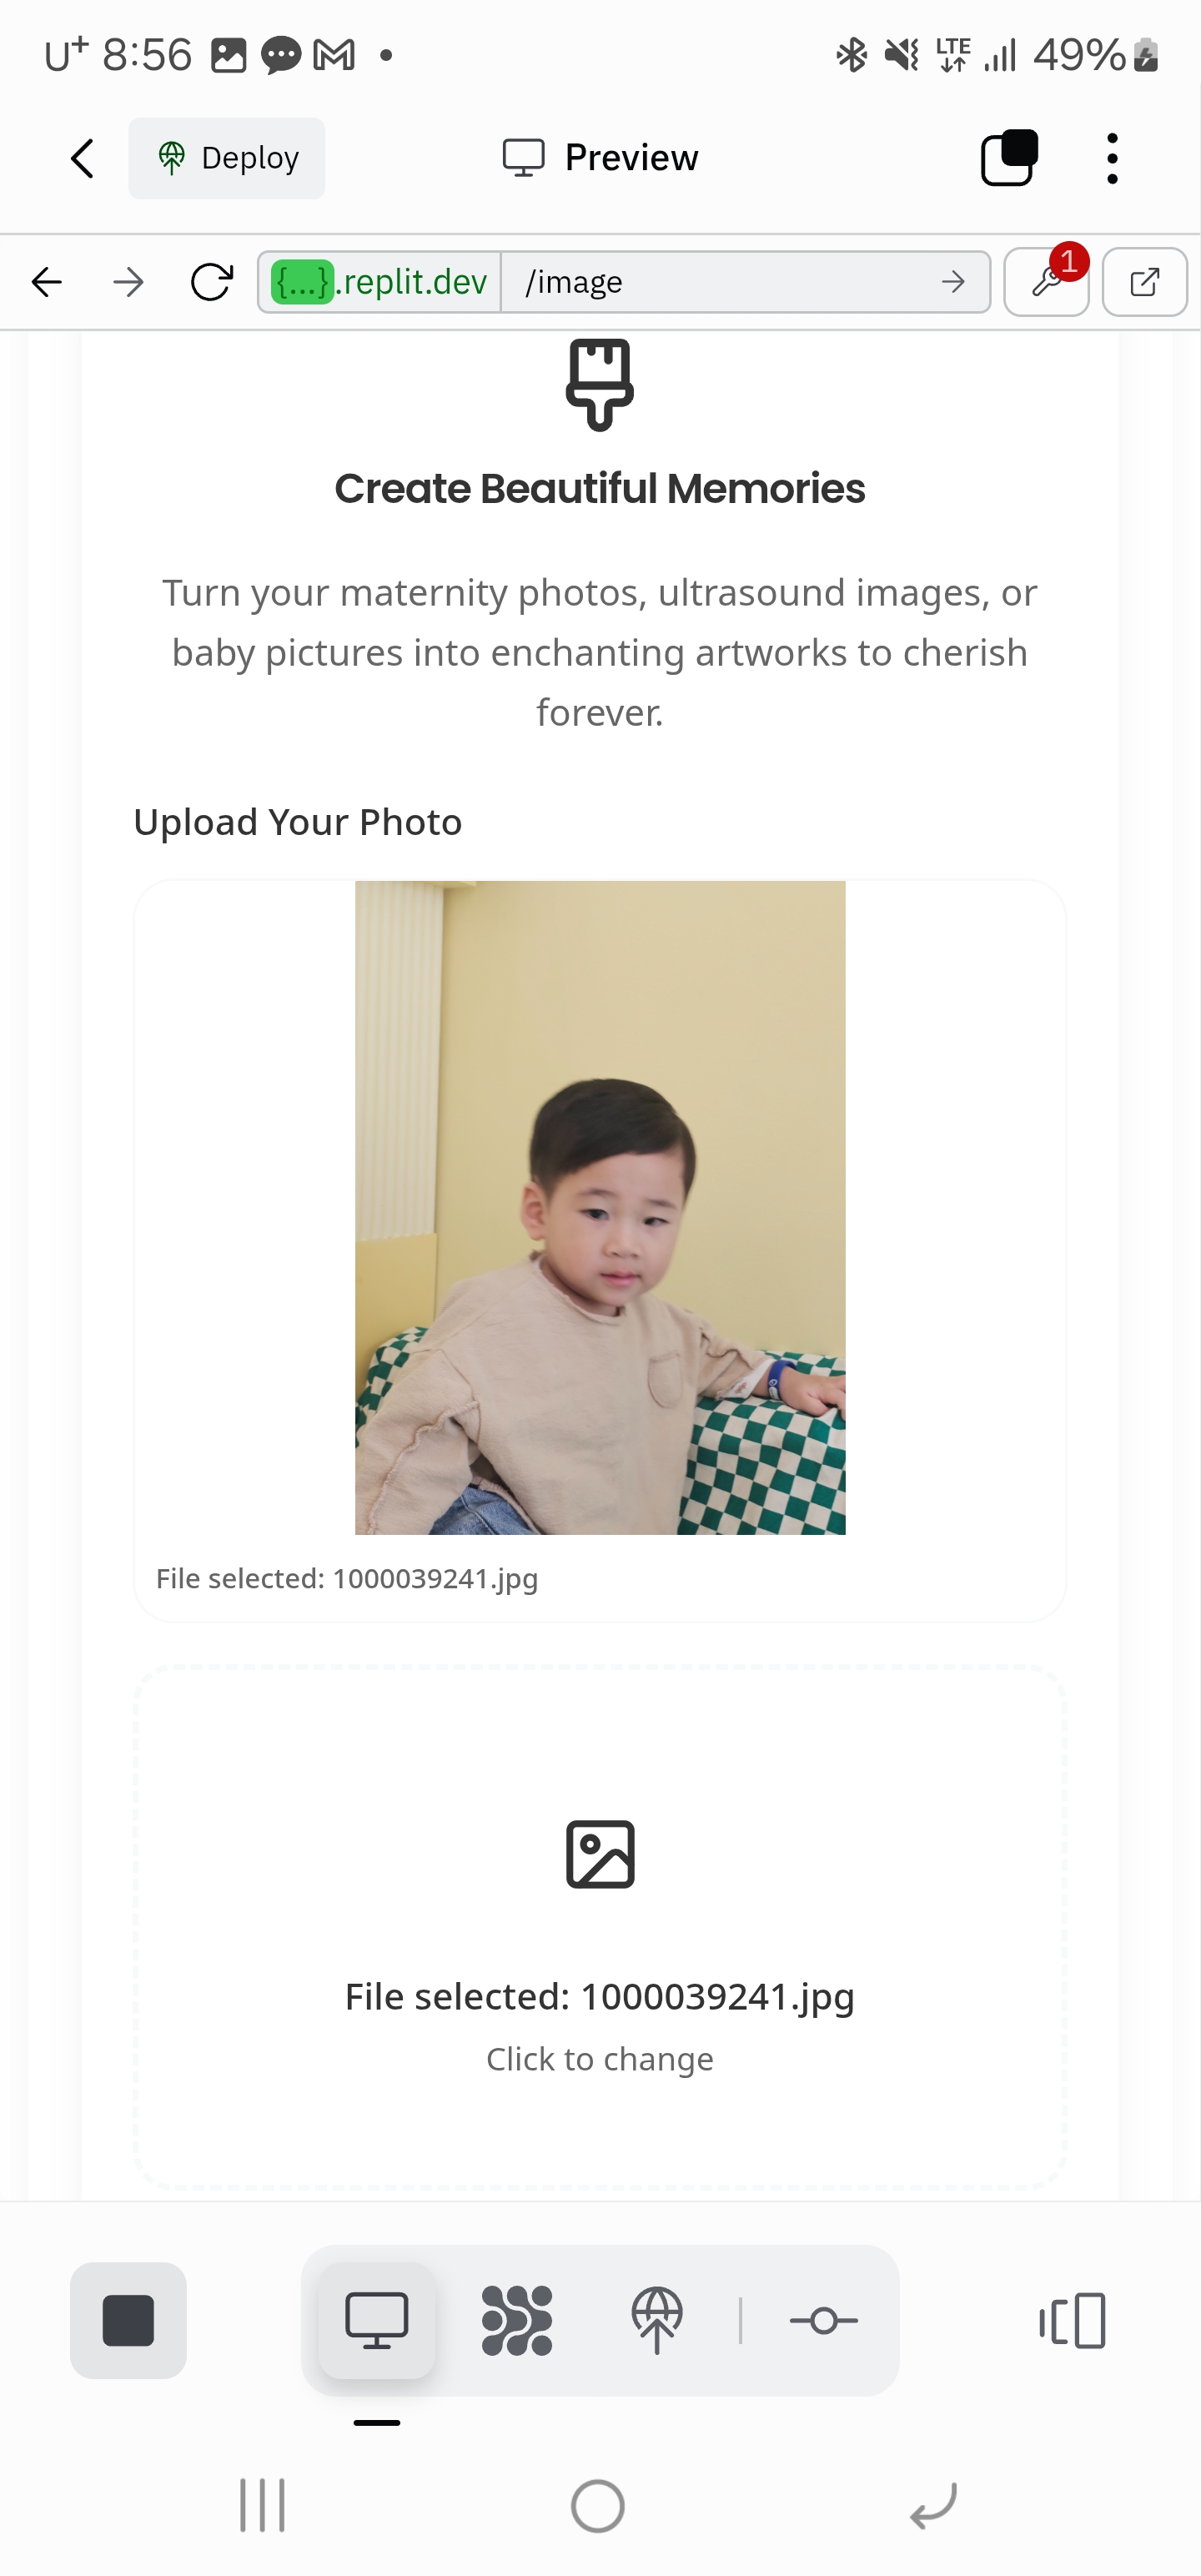 U+ 8:56 LTE 49%
Deploy Preview
{...}.replit.dev /image 1
Create Beautiful Memories
Turn your maternity photos, ultrasound images, or
baby pictures into enchanting artworks to cherish
forever.
Upload Your Photo
File selected: 1000039241.jpg
File selected: 1000039241.jpg
Click to change